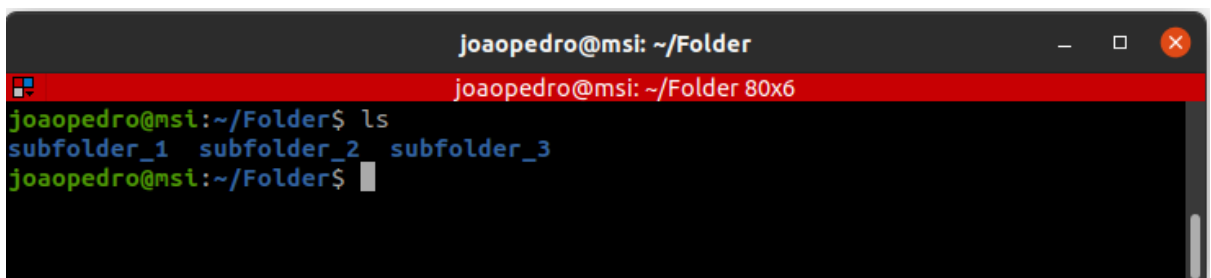 joaopedro@msi: ~/Folder
joaopedro@msi: ~/Folder 80x6
joaopedro@msi:~/Folder$ ls
subfolder_1  subfolder_2  subfolder_3
joaopedro@msi:~/Folder$